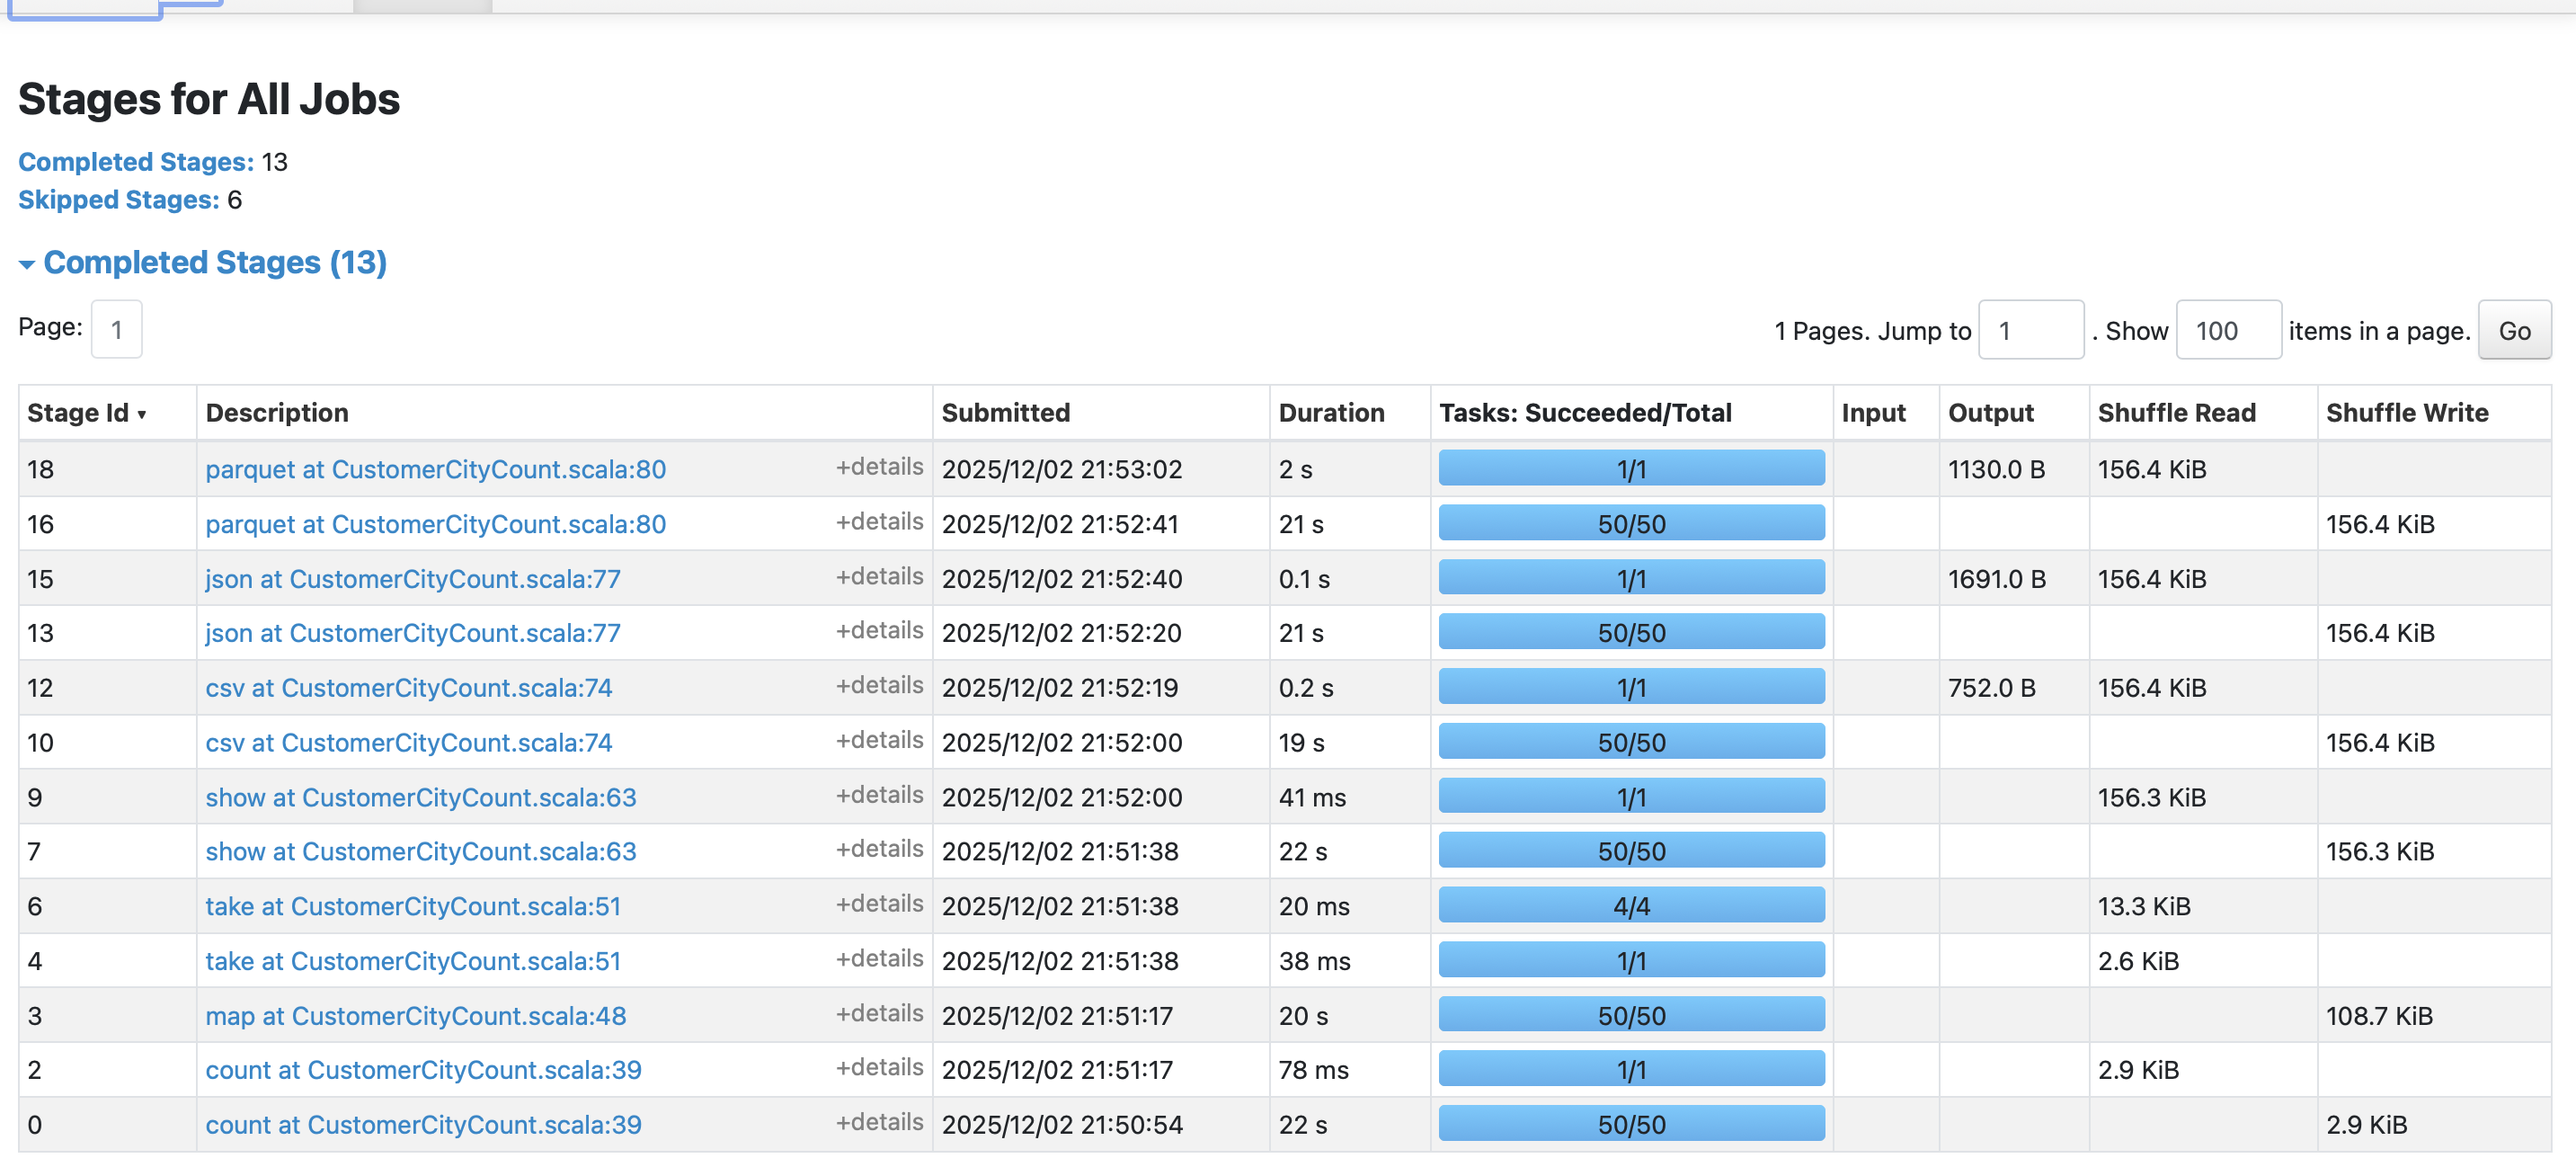 Stages for All Jobs
Completed Stages: 13
Skipped Stages: 6
Completed Stages (13)
Page: 1 1 Pages. Jump to 1 . Show 100 items in a page. Go
Stage Id ▾ Description Submitted Duration Tasks: Succeeded/Total Input Output Shuffle Read Shuffle Write
18 parquet at CustomerCityCount.scala:80 +details 2025/12/02 21:53:02 2 s 1/1 1130.0 B 156.4 KiB
16 parquet at CustomerCityCount.scala:80 +details 2025/12/02 21:52:41 21 s 50/50 156.4 KiB
15 json at CustomerCityCount.scala:77 +details 2025/12/02 21:52:40 0.1 s 1/1 1691.0 B 156.4 KiB
13 json at CustomerCityCount.scala:77 +details 2025/12/02 21:52:20 21 s 50/50 156.4 KiB
12 csv at CustomerCityCount.scala:74 +details 2025/12/02 21:52:19 0.2 s 1/1 752.0 B 156.4 KiB
10 csv at CustomerCityCount.scala:74 +details 2025/12/02 21:52:00 19 s 50/50 156.4 KiB
9 show at CustomerCityCount.scala:63 +details 2025/12/02 21:52:00 41 ms 1/1 156.3 KiB
7 show at CustomerCityCount.scala:63 +details 2025/12/02 21:51:38 22 s 50/50 156.3 KiB
6 take at CustomerCityCount.scala:51 +details 2025/12/02 21:51:38 20 ms 4/4 13.3 KiB
4 take at CustomerCityCount.scala:51 +details 2025/12/02 21:51:38 38 ms 1/1 2.6 KiB
3 map at CustomerCityCount.scala:48 +details 2025/12/02 21:51:17 20 s 50/50 108.7 KiB
2 count at CustomerCityCount.scala:39 +details 2025/12/02 21:51:17 78 ms 1/1 2.9 KiB
0 count at CustomerCityCount.scala:39 +details 2025/12/02 21:50:54 22 s 50/50 2.9 KiB